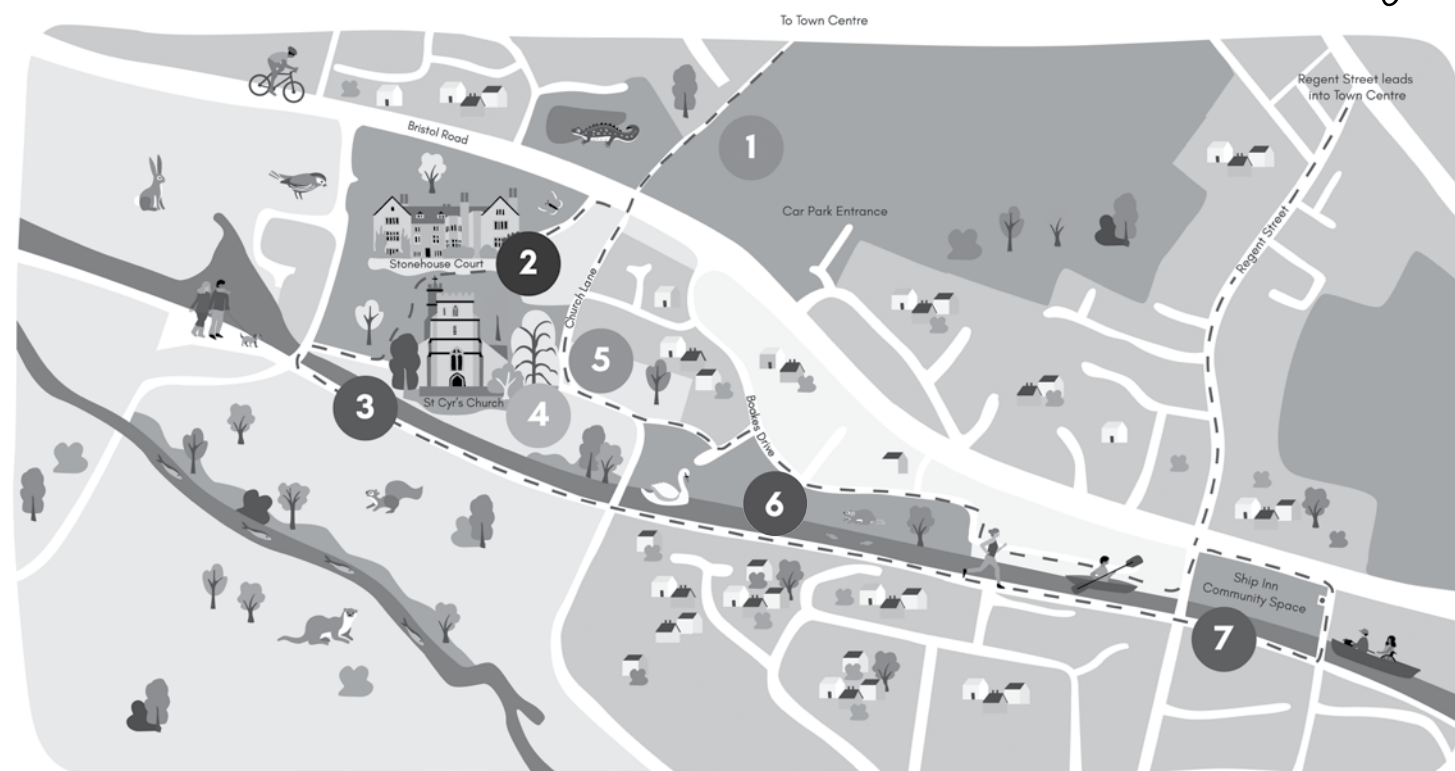 To Town Centre
Regent Street leads
into Town Centre
Bristol Road
1
Car Park Entrance
Regent Street
2
Stonehouse Court
Church Lane
5
3
St Cyr's Church
4
Boakes Drive
6
Ship Inn
Community Space
7